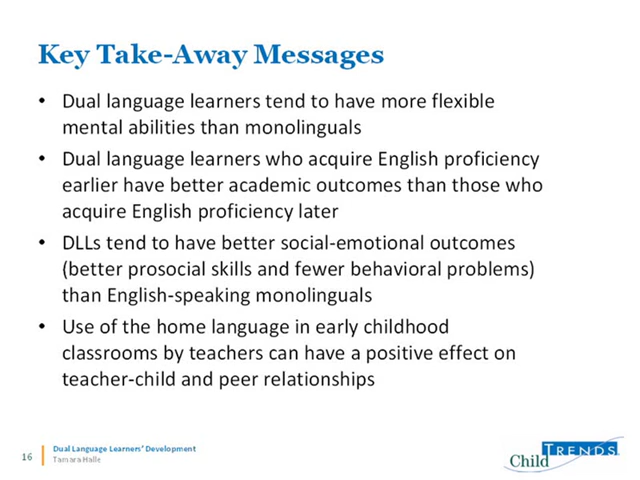 Key Take-Away Messages
• Dual language learners tend to have more flexible
mental abilities than monolinguals
• Dual language learners who acquire English proficiency
earlier have better academic outcomes than those who
acquire English proficiency later
• DLLs tend to have better social-emotional outcomes
(better prosocial skills and fewer behavioral problems)
than English-speaking monolinguals
• Use of the home language in early childhood
classrooms by teachers can have a positive effect on
teacher-child and peer relationships
16
Dual Language Learners' Development
Tamara Halle
Child TRENDS